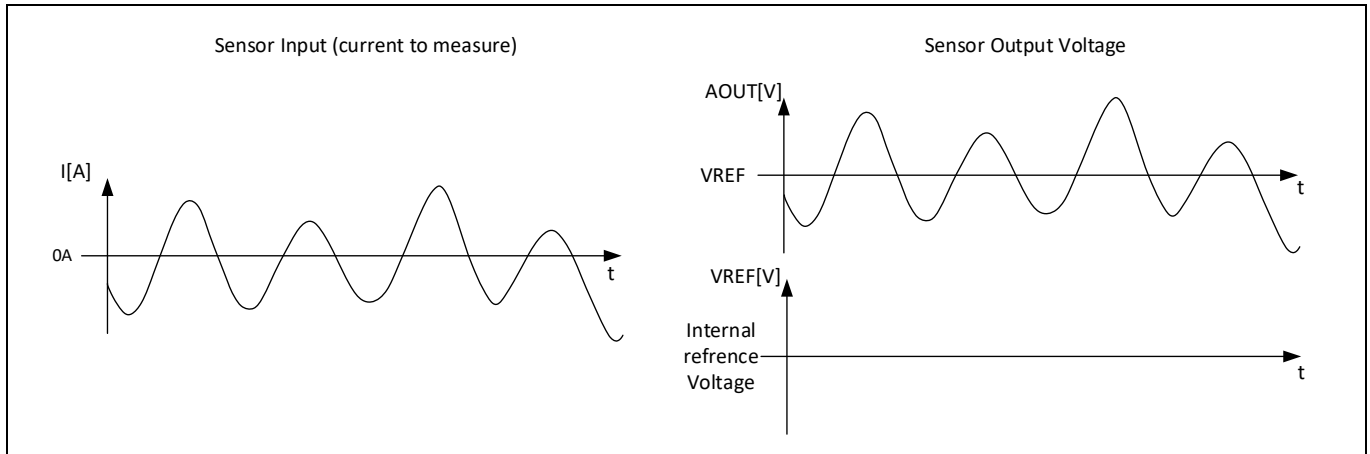 Sensor Input (current to measure)
I[A]
0A
t
Sensor Output Voltage
AOUT[V]
VREF
t
VREF[V]
Internal
refrence
Voltage
t